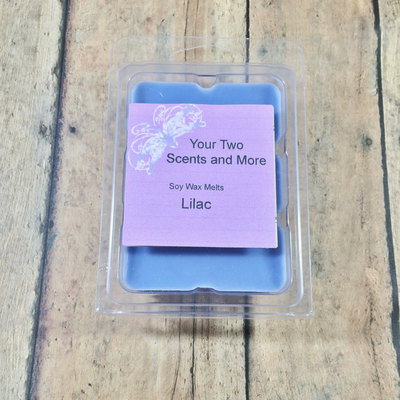 Your Two
Scents and More
Soy Wax Melts
Lilac